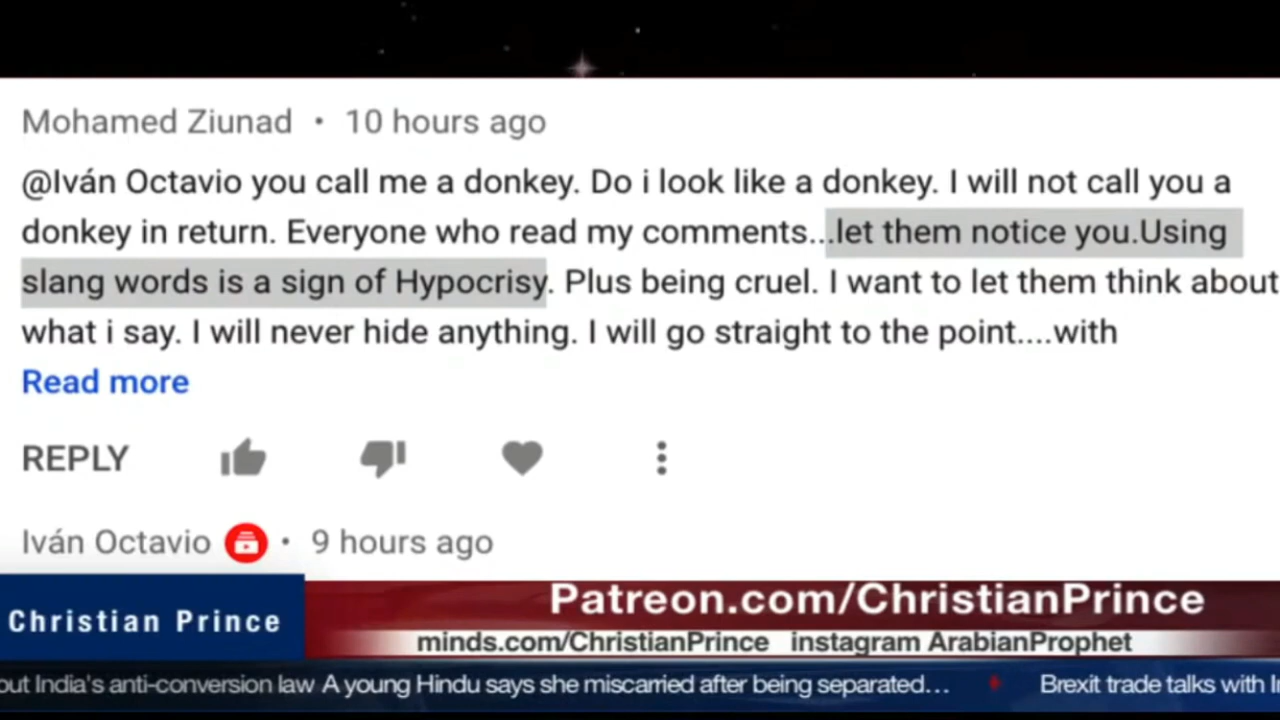 Mohamed Ziunad • 10 hours ago
@Iván Octavio you call me a donkey. Do i look like a donkey. I will not call you a
donkey in return. Everyone who read my comments...let them notice you.Using
slang words is a sign of Hypocrisy. Plus being cruel. I want to let them think about
what i say. I will never hide anything. I will go straight to the point....with
Read more
REPLY
Iván Octavio • 9 hours ago
Christian Prince
Patreon.com/ChristianPrince
minds.com/ChristianPrince instagram ArabianProphet
India's anti-conversion law A young Hindu says she miscarried after being separated... Brexit trade talks with